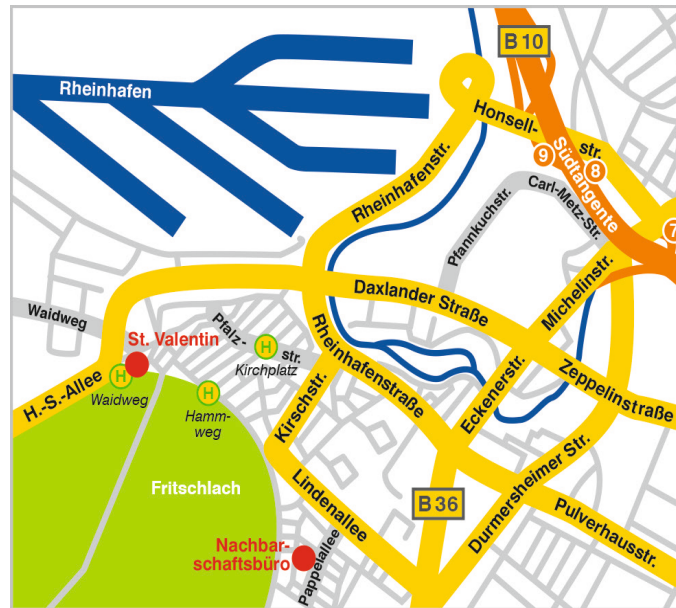 B 10
Rheinhafen
Honsell-
str.
9
8
Südtangente
7
Rheinhafenstr.
Carl-Metz-Str.
Pfannkuchstr.
Michelinstr.
Daxlander Straße
Waidweg
St. Valentin
Pfalz-
str.
H
Kirchplatz
Rheinhafenstraße
Zeppelinstraße
H.-S.-Allee
H
Waidweg
H
Hamm-
weg
Kirschstr.
Eckenerstr.
Fritschlach
Lindenallee
B 36
Durmersheimer Str.
Pulverhausstr.
Nachbar-
schaftsbüro
Pappelallee